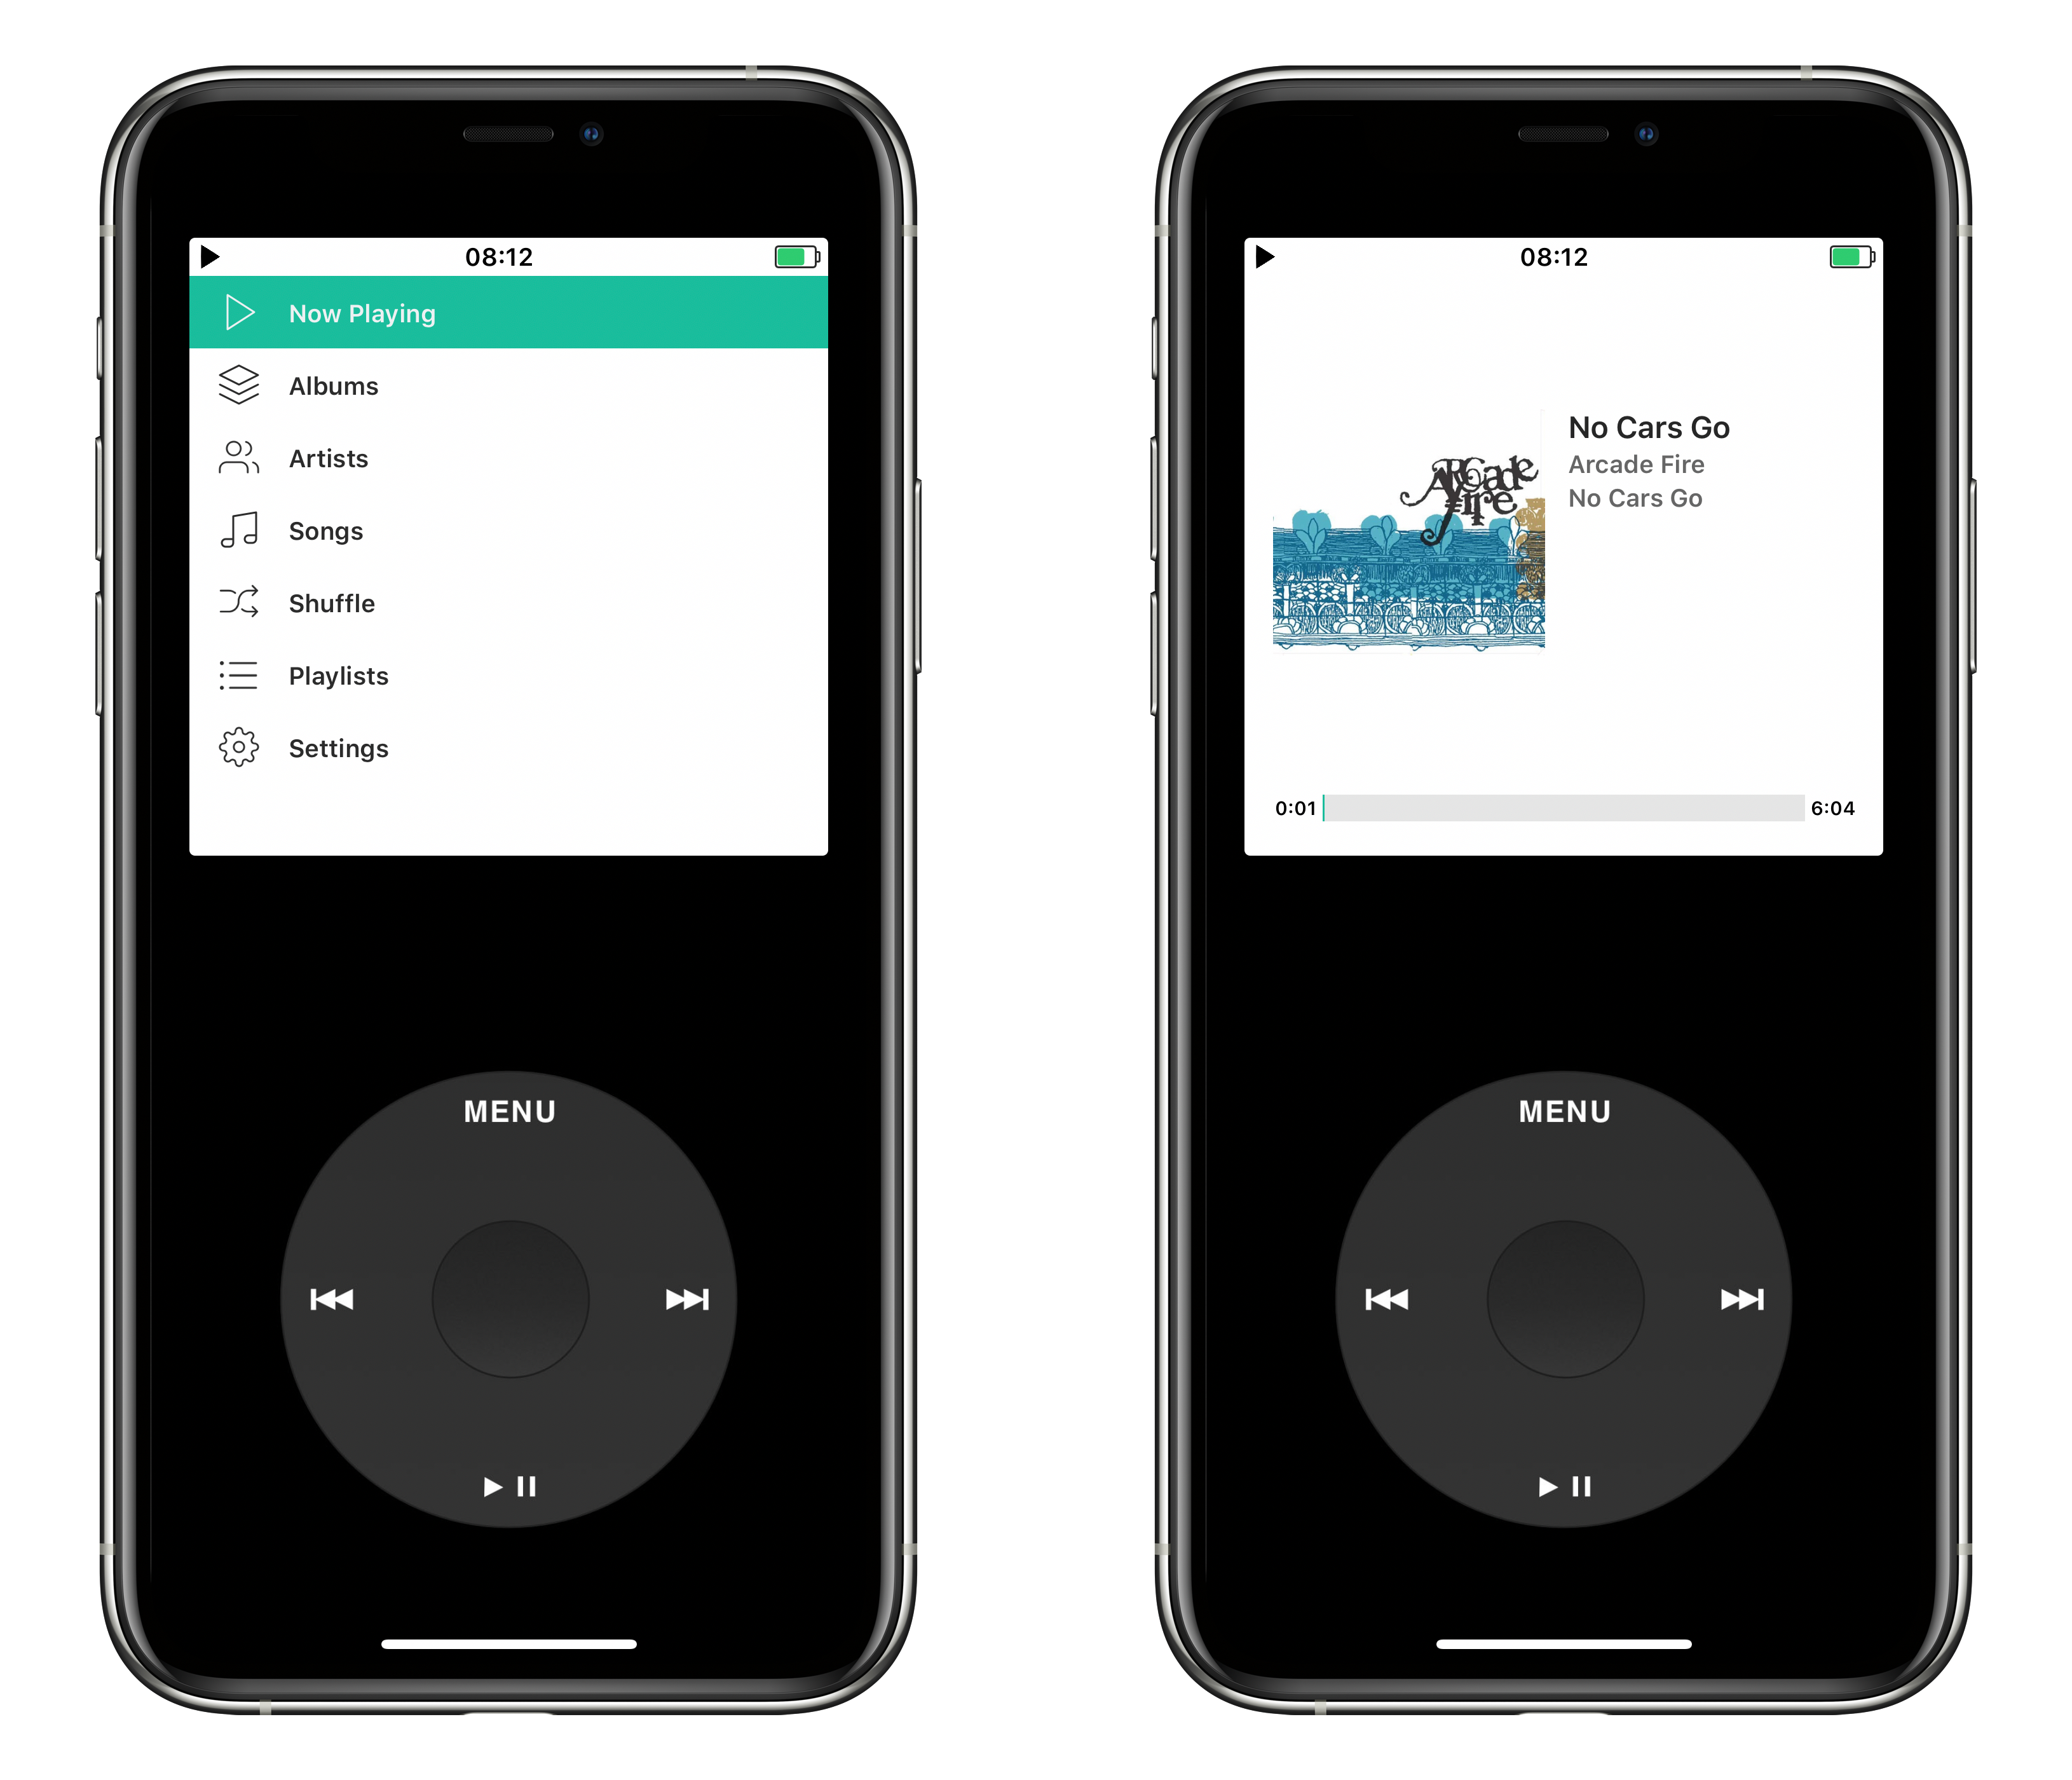 08:12
Now Playing
Albums
Artists
Songs
Shuffle
Playlists
Settings
MENU
08:12
ARCade
fire
No Cars Go
Arcade Fire
No Cars Go
0:01
6:04
MENU